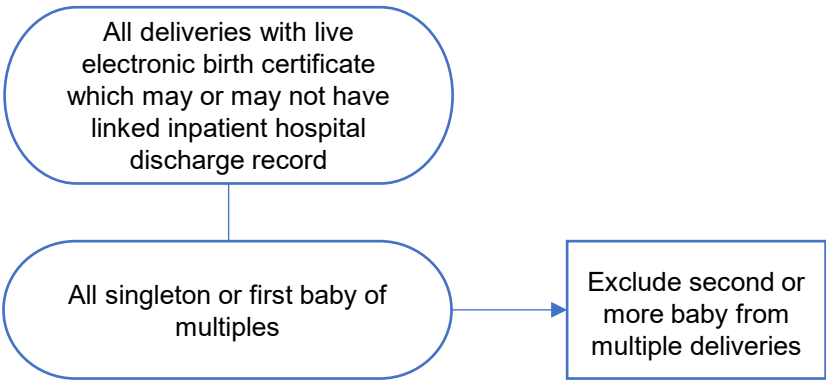 All deliveries with live
electronic birth certificate
which may or may not have
linked inpatient hospital
discharge record
All singleton or first baby of
multiples
Exclude second or
more baby from
multiple deliveries